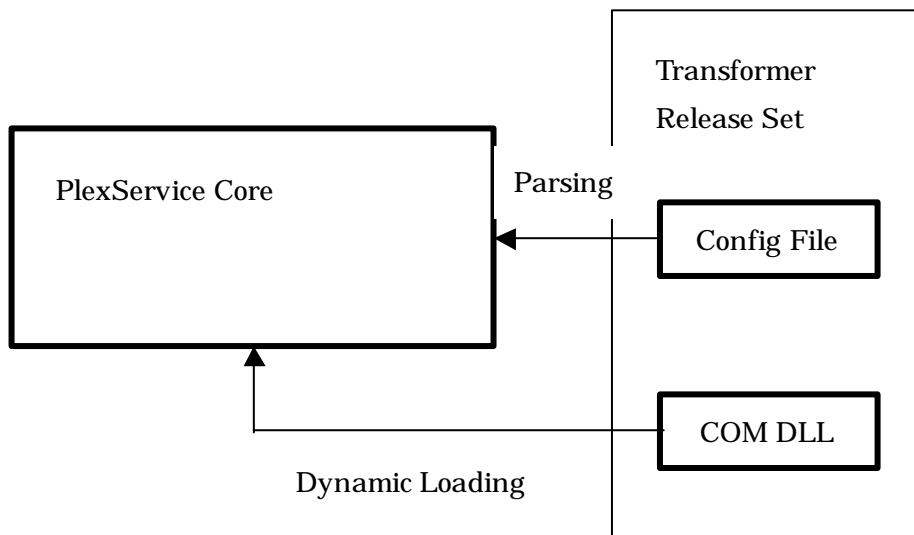 Transformer
Release Set
PlexService Core
Parsing
Config File
COM DLL
Dynamic Loading